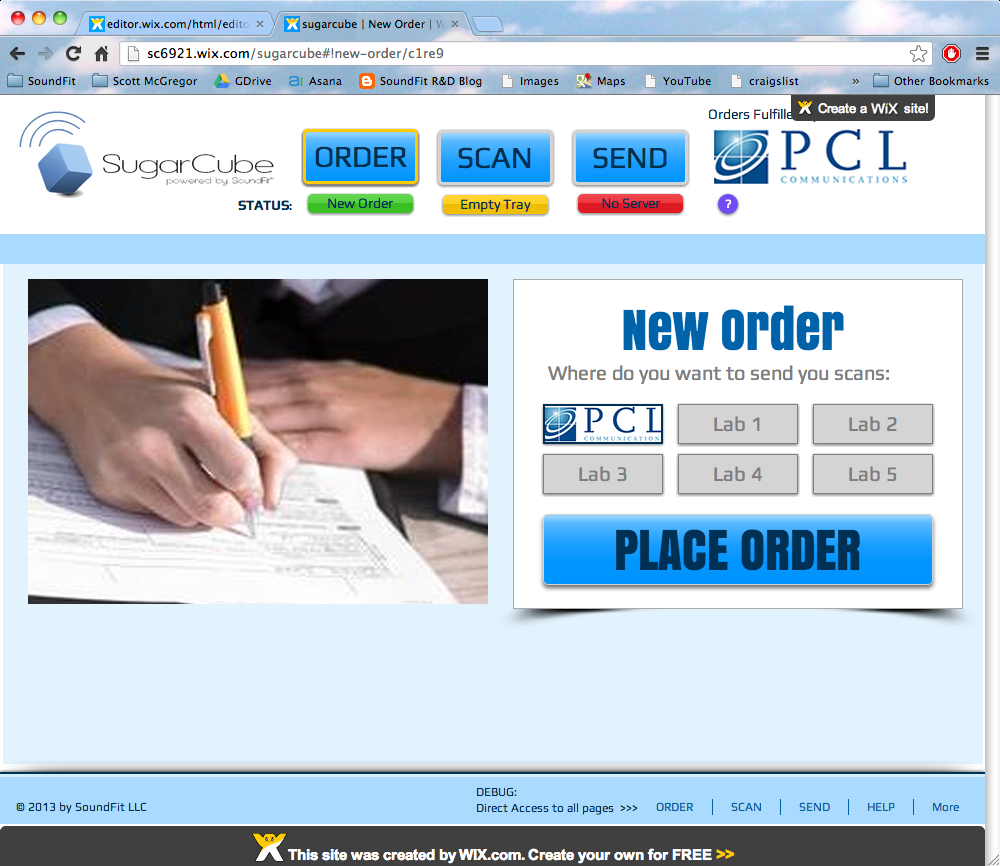 editor.wix.com/html/edito
sugarcube | New Order | W
sc6921.wix.com/sugarcube#!new-order/c1re9
SoundFit Scott McGregor GDrive Asana SoundFit R&D Blog Images Maps YouTube craigslist » Other Bookmarks
Orders Fulfille
Create a WiX site!
SugarCube
powered by SoundFit
ORDER SCAN SEND
PCL
COMMUNICATIONS
STATUS: New Order Empty Tray No Server ?
New Order
Where do you want to send you scans:
PCL
COMMUNICATION
Lab 1 Lab 2
Lab 3 Lab 4 Lab 5
PLACE ORDER
DEBUG:
© 2013 by SoundFit LLC
Direct Access to all pages >>>
ORDER | SCAN | SEND | HELP | More
This site was created by WIX.com. Create your own for FREE >>